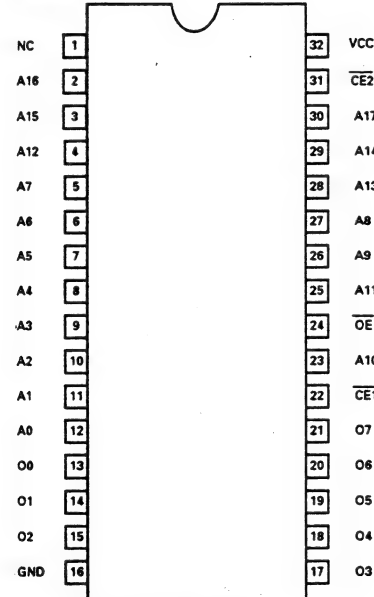 NC 1 32 VCC
A16 2 31 CE2
A15 3 30 A17
A12 4 29 A14
A7 5 28 A13
A6 6 27 A8
A5 7 26 A9
A4 8 25 A11
A3 9 24 OE
A2 10 23 A10
A1 11 22 CE1
A0 12 21 O7
O0 13 20 O6
O1 14 19 O5
O2 15 18 O4
GND 16 17 O3